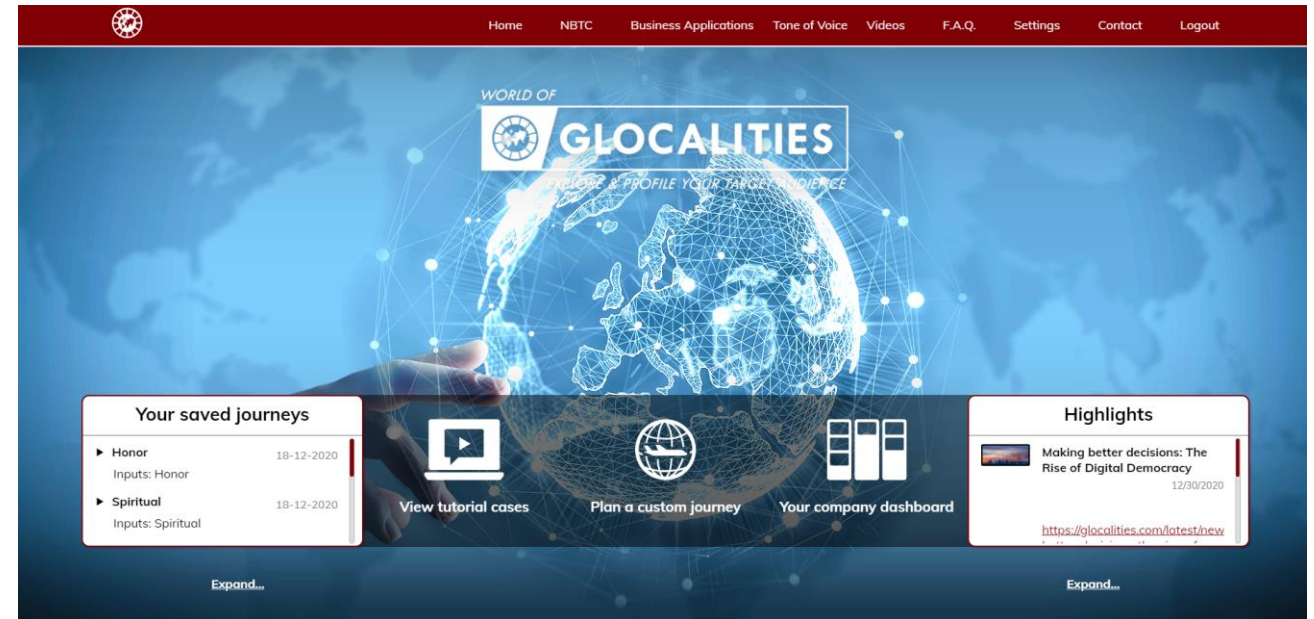 Home NBTC Business Applications Tone of Voice Videos F.A.Q. Settings Contact Logout
WORLD OF
GLOCALITIES
EXPLORE & PROFILE YOUR TARGET AUDIENCE
Your saved journeys
Honor 18-12-2020
Inputs: Honor
Spiritual 18-12-2020
Inputs: Spiritual
Expand...
View tutorial cases
Plan a custom journey
Your company dashboard
Highlights
Making better decisions: The
Rise of Digital Democracy
12/30/2020
https://glocalities.com/latest/new
Expand...